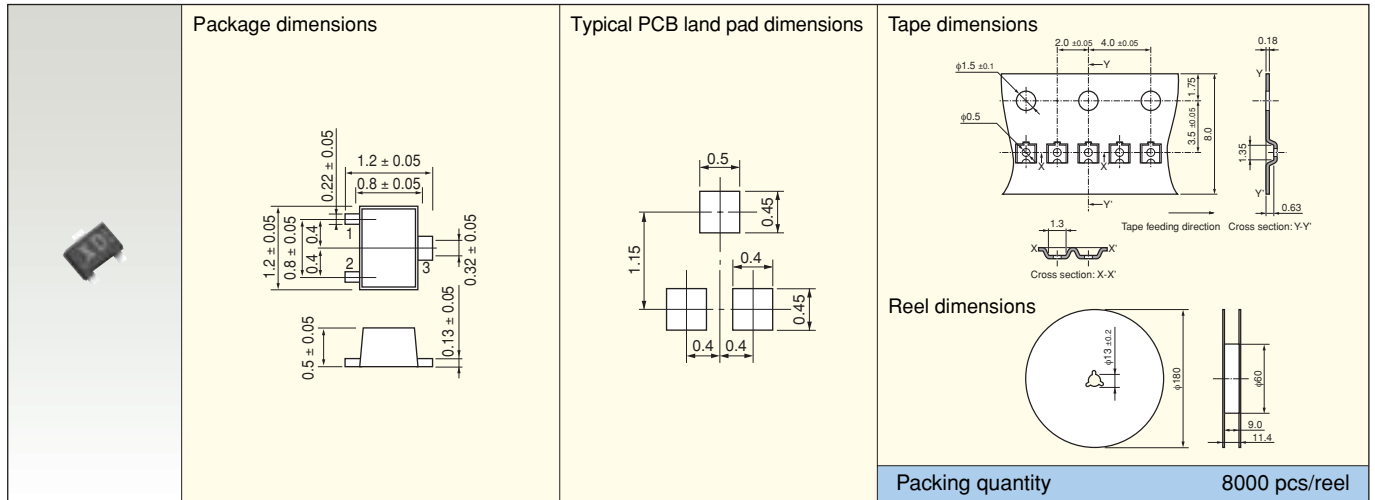 Package dimensions
1.2 ± 0.05
0.8 ± 0.05
0.22 ± 0.05
1.2 ± 0.05
0.8 ± 0.05
0.4
0.4
1
2
3
0.32 ± 0.05
0.5 ± 0.05
0.13 ± 0.05
Typical PCB land pad dimensions
0.5
0.45
1.15
0.4
0.45
0.4
0.4
Tape dimensions
2.0 ±0.05
4.0 ±0.05
0.18
φ1.5 ±0.1
Y
Y
1.75
3.5 ±0.05
8.0
φ0.5
X
X'
1.35
Y'
Y'
0.63
Tape feeding direction
Cross section: Y-Y'
1.3
X
X'
Cross section: X-X'
Reel dimensions
φ13 ±0.2
φ180
φ60
9.0
11.4
Packing quantity 8000 pcs/reel